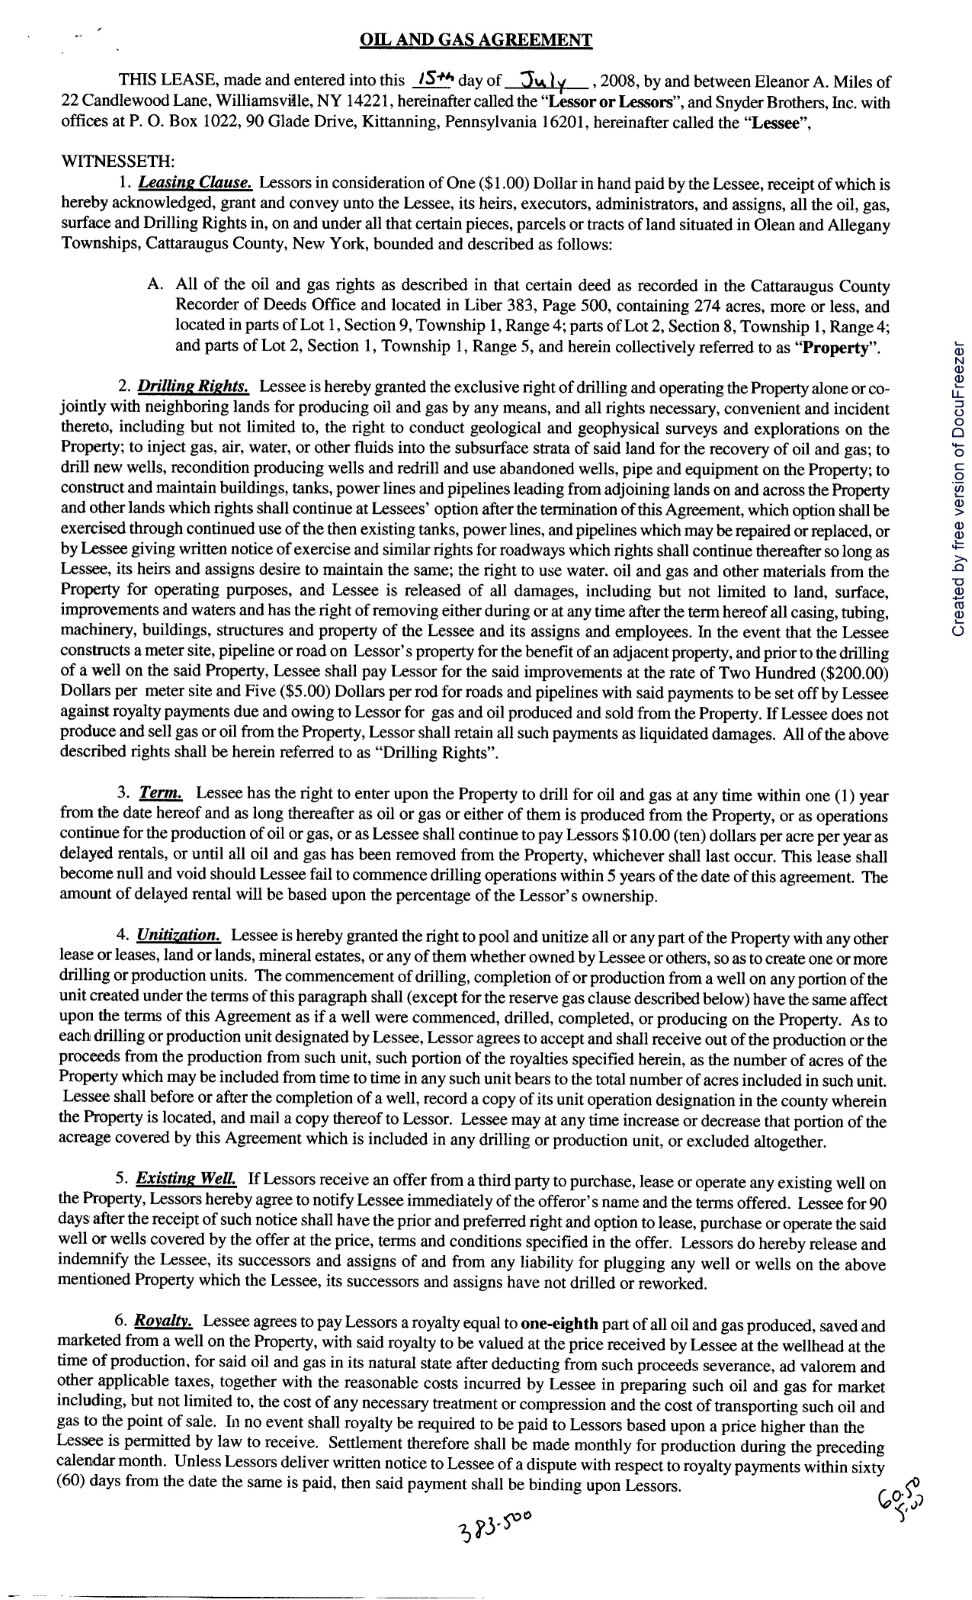 OIL AND GAS AGREEMENT
THIS LEASE, made and entered into this 15th day of July, 2008, by and between Eleanor A. Miles of
22 Candlewood Lane, Williamsville, NY 14221, hereinafter called the “Lessor or Lessors”, and Snyder Brothers, Inc. with
offices at P. O. Box 1022, 90 Glade Drive, Kittanning, Pennsylvania 16201, hereinafter called the “Lessee”,
WITNESSETH:
1. Leasing Clause. Lessors in consideration of One ($1.00) Dollar in hand paid by the Lessee, receipt of which is
hereby acknowledged, grant and convey unto the Lessee, its heirs, executors, administrators, and assigns, all the oil, gas,
surface and Drilling Rights in, on and under all that certain pieces, parcels or tracts of land situated in Olean and Allegany
Townships, Cattaraugus County, New York, bounded and described as follows:
A. All of the oil and gas rights as described in that certain deed as recorded in the Cattaraugus County
Recorder of Deeds Office and located in Liber 383, Page 500, containing 274 acres, more or less, and
located in parts of Lot 1, Section 9, Township 1, Range 4; parts of Lot 2, Section 8, Township 1, Range 4;
and parts of Lot 2, Section 1, Township 1, Range 5, and herein collectively referred to as “Property”.
2. Drilling Rights. Lessee is hereby granted the exclusive right of drilling and operating the Property alone or co-
jointly with neighboring lands for producing oil and gas by any means, and all rights necessary, convenient and incident
thereto, including but not limited to, the right to conduct geological and geophysical surveys and explorations on the
Property; to inject gas, air, water, or other fluids into the subsurface strata of said land for the recovery of oil and gas; to
drill new wells, recondition producing wells and redrill and use abandoned wells, pipe and equipment on the Property; to
construct and maintain buildings, tanks, power lines and pipelines leading from adjoining lands on and across the Property
and other lands which rights shall continue at Lessees’ option after the termination of this Agreement, which option shall be
exercised through continued use of the then existing tanks, power lines, and pipelines which may be repaired or replaced, or
by Lessee giving written notice of exercise and similar rights for roadways which rights shall continue thereafter so long as
Lessee, its heirs and assigns desire to maintain the same; the right to use water. oil and gas and other materials from the
Property for operating purposes, and Lessee is released of all damages, including but not limited to land, surface,
improvements and waters and has the right of removing either during or at any time after the term hereof all casing, tubing,
machinery, buildings, structures and property of the Lessee and its assigns and employees. In the event that the Lessee
constructs a meter site, pipeline or road on Lessor’s property for the benefit of an adjacent property, and prior to the drilling
of a well on the said Property, Lessee shall pay Lessor for the said improvements at the rate of Two Hundred ($200.00)
Dollars per meter site and Five ($5.00) Dollars per rod for roads and pipelines with said payments to be set off by Lessee
against royalty payments due and owing to Lessor for gas and oil produced and sold from the Property. If Lessee does not
produce and sell gas or oil from the Property, Lessor shall retain all such payments as liquidated damages. All of the above
described rights shall be herein referred to as “Drilling Rights”.
3. Term. Lessee has the right to enter upon the Property to drill for oil and gas at any time within one (1) year
from the date hereof and as long thereafter as oil or gas or either of them is produced from the Property, or as operations
continue for the production of oil or gas, or as Lessee shall continue to pay Lessors $10.00 (ten) dollars per acre per year as
delayed rentals, or until all oil and gas has been removed from the Property, whichever shall last occur. This lease shall
become null and void should Lessee fail to commence drilling operations within 5 years of the date of this agreement. The
amount of delayed rental will be based upon the percentage of the Lessor’s ownership.
4. Unitization. Lessee is hereby granted the right to pool and unitize all or any part of the Property with any other
lease or leases, land or lands, mineral estates, or any of them whether owned by Lessee or others, so as to create one or more
drilling or production units. The commencement of drilling, completion of or production from a well on any portion of the
unit created under the terms of this paragraph shall (except for the reserve gas clause described below) have the same affect
upon the terms of this Agreement as if a well were commenced, drilled, completed, or producing on the Property. As to
each drilling or production unit designated by Lessee, Lessor agrees to accept and shall receive out of the production or the
proceeds from the production from such unit, such portion of the royalties specified herein, as the number of acres of the
Property which may be included from time to time in any such unit bears to the total number of acres included in such unit.
Lessee shall before or after the completion of a well, record a copy of its unit operation designation in the county wherein
the Property is located, and mail a copy thereof to Lessor. Lessee may at any time increase or decrease that portion of the
acreage covered by this Agreement which is included in any drilling or production unit, or excluded altogether.
5. Existing Well. If Lessors receive an offer from a third party to purchase, lease or operate any existing well on
the Property, Lessors hereby agree to notify Lessee immediately of the offeror’s name and the terms offered. Lessee for 90
days after the receipt of such notice shall have the prior and preferred right and option to lease, purchase or operate the said
well or wells covered by the offer at the price, terms and conditions specified in the offer. Lessors do hereby release and
indemnify the Lessee, its successors and assigns of and from any liability for plugging any well or wells on the above
mentioned Property which the Lessee, its successors and assigns have not drilled or reworked.
6. Royalty. Lessee agrees to pay Lessors a royalty equal to one-eighth part of all oil and gas produced, saved and
marketed from a well on the Property, with said royalty to be valued at the price received by Lessee at the wellhead at the
time of production, for said oil and gas in its natural state after deducting from such proceeds severance, ad valorem and
other applicable taxes, together with the reasonable costs incurred by Lessee in preparing such oil and gas for market
including, but not limited to, the cost of any necessary treatment or compression and the cost of transporting such oil and
gas to the point of sale. In no event shall royalty be required to be paid to Lessors based upon a price higher than the
Lessee is permitted by law to receive. Settlement therefore shall be made monthly for production during the preceding
calendar month. Unless Lessors deliver written notice to Lessee of a dispute with respect to royalty payments within sixty
(60) days from the date the same is paid, then said payment shall be binding upon Lessors.
60.50
5.00
383-500
Created by free version of DocuFreezer